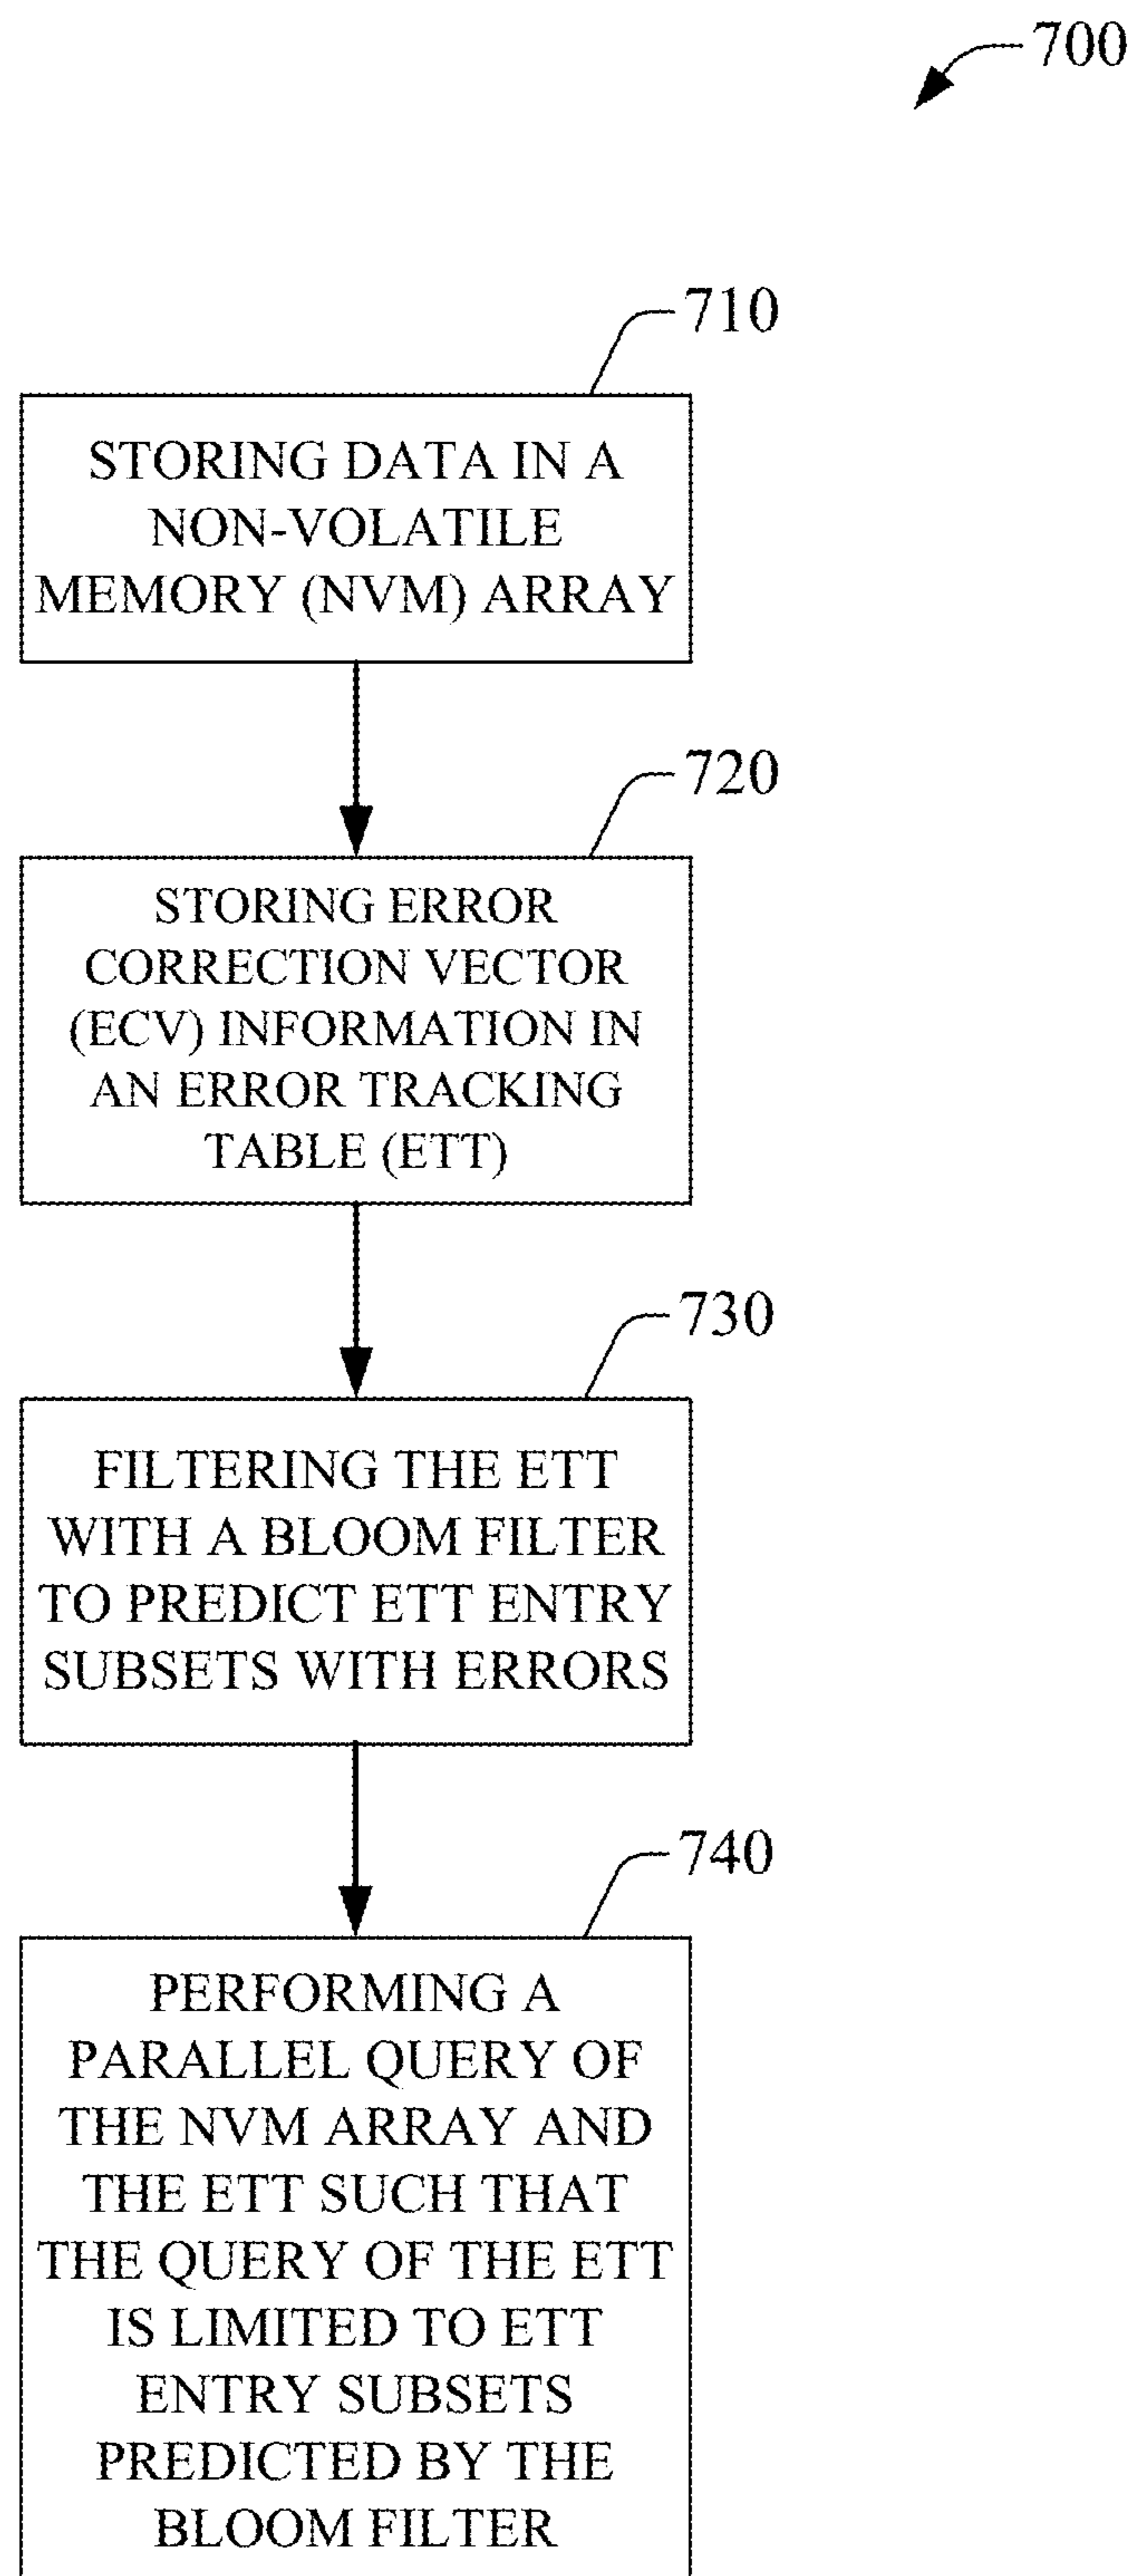 700
710
STORING DATA IN A
NON-VOLATILE
MEMORY (NVM) ARRAY
720
STORING ERROR
CORRECTION VECTOR
(ECV) INFORMATION IN
AN ERROR TRACKING
TABLE (ETT)
730
FILTERING THE ETT
WITH A BLOOM FILTER
TO PREDICT ETT ENTRY
SUBSETS WITH ERRORS
740
PERFORMING A
PARALLEL QUERY OF
THE NVM ARRAY AND
THE ETT SUCH THAT
THE QUERY OF THE ETT
IS LIMITED TO ETT
ENTRY SUBSETS
PREDICTED BY THE
BLOOM FILTER